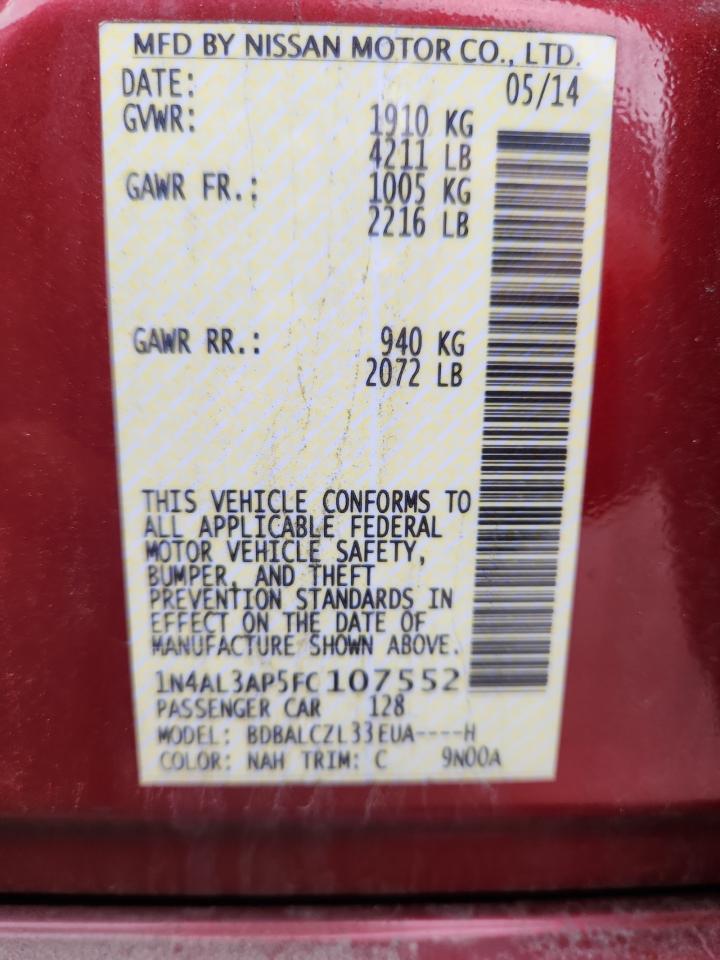 MFD BY NISSAN MOTOR CO., LTD.
DATE: 05/14
GVWR: 1910 KG
4211 LB
GAWR FR.: 1005 KG
2216 LB
GAWR RR.: 940 KG
2072 LB
THIS VEHICLE CONFORMS TO
ALL APPLICABLE FEDERAL
MOTOR VEHICLE SAFETY,
BUMPER, AND THEFT
PREVENTION STANDARDS IN
EFFECT ON THE DATE OF
MANUFACTURE SHOWN ABOVE.
1N4AL3AP5FC107552
PASSENGER CAR 128
MODEL: BDBALCZL33EUA----H
COLOR: NAH TRIM: C 9N00A